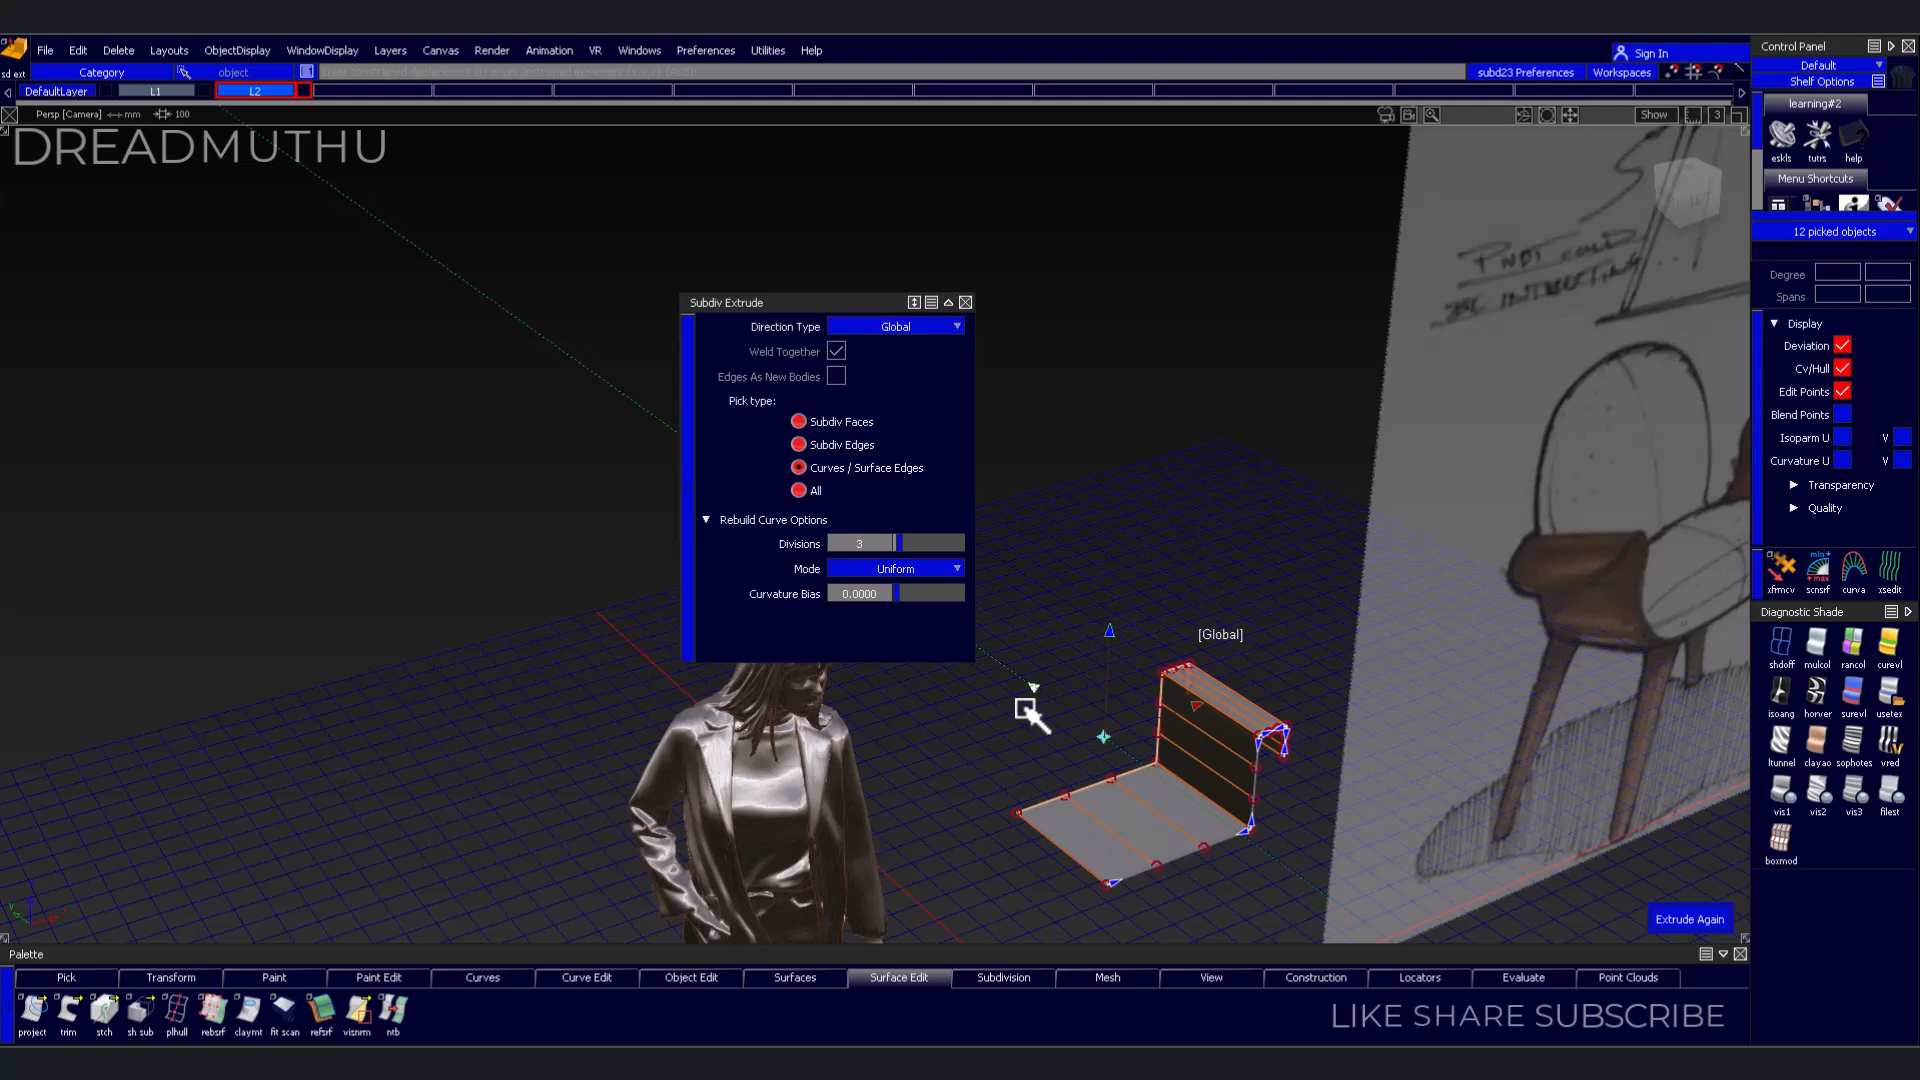 File Edit Delete Layouts ObjectDisplay WindowDisplay Layers Canvas Render Animation VR Windows Preferences Utilities Help
Sign In
Control Panel
sd ext
Category
object
subd23 Preferences
Workspaces
Default
Shelf Options
DefaultLayer
L1
L2
Persp [Camera]
mm
100
Show
3
learning#2
DREADMUTHU
eskls tutrs help
Menu Shortcuts
12 picked objects
Degree
Spans
Display
Deviation
Cv/Hull
Edit Points
Blend Points
Isoparm U
V
Curvature U
V
Transparency
Quality
Subdiv Extrude
Direction Type
Global
Weld Together
Edges As New Bodies
Pick type:
Subdiv Faces
Subdiv Edges
Curves / Surface Edges
All
Rebuild Curve Options
Divisions
3
Mode
Uniform
Curvature Bias
0.0000
[Global]
xfrmcv scnsrf curva xsedit
Diagnostic Shade
shdoff mulcol rancol curevl
isoang horver surevl usetex
ltunnel clayao sophotes vred
vis1 vis2 vis3 filest
boxmod
Extrude Again
Palette
Pick Transform Paint Paint Edit Curves Curve Edit Object Edit Surfaces Surface Edit Subdivision Mesh View Construction Locators Evaluate Point Clouds
project trim stch sh sub plhull rebsrf claymt fit scan refsrf visnrm ntb
LIKE SHARE SUBSCRIBE